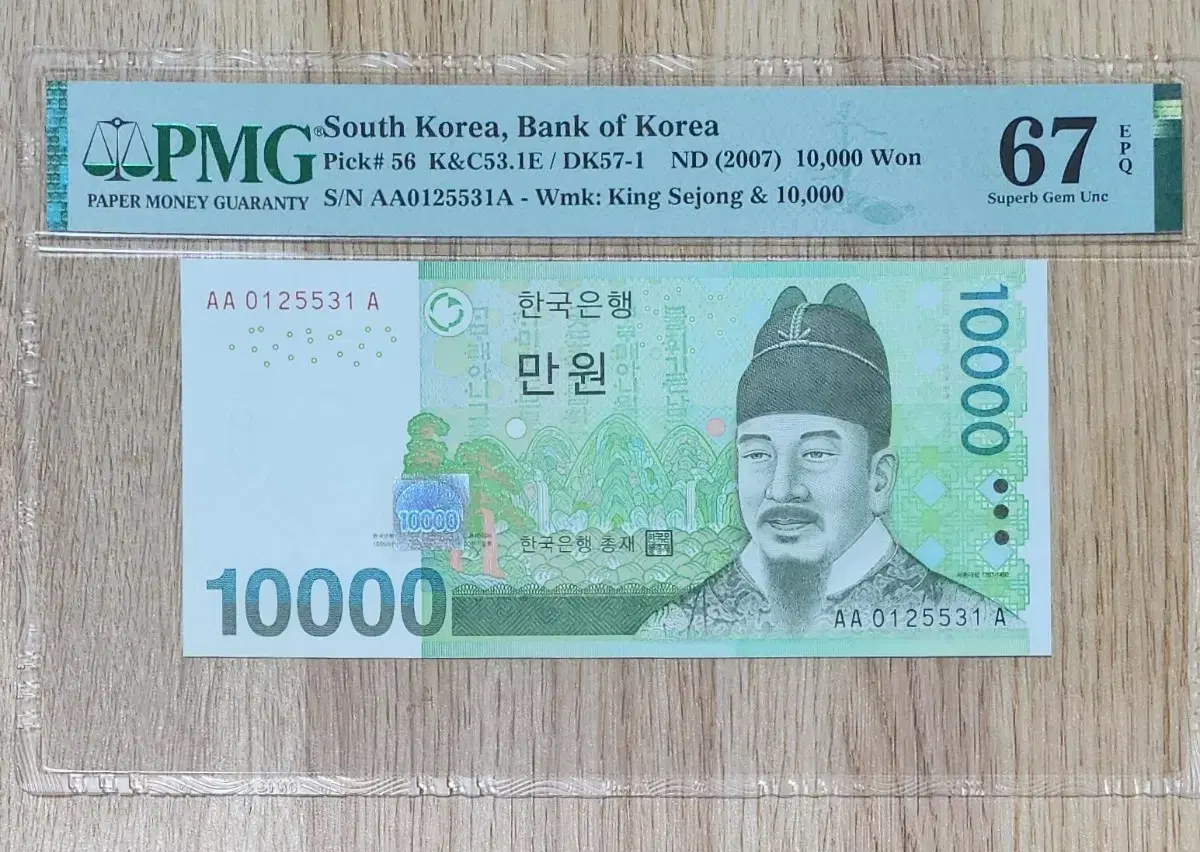 PMG®
PAPER MONEY GUARANTY
South Korea, Bank of Korea
Pick# 56 K&C53.1E / DK57-1 ND (2007) 10,000 Won
S/N AA0125531A - Wmk: King Sejong & 10,000
67
EPQ
Superb Gem Unc
AA 0125531 A
한국은행
만원
10000
10000
한국은행 총재
10000
AA 0125531 A